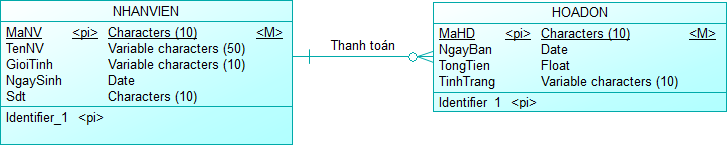 NHANVIEN
MaNV <pi> Characters (10) <M>
TenNV Variable characters (50)
GioiTinh Variable characters (10)
NgaySinh Date
Sdt Characters (10)
Identifier_1 <pi>
Thanh toán
HOADON
MaHD <pi> Characters (10) <M>
NgayBan Date
TongTien Float
TinhTrang Variable characters (10)
Identifier_1 <pi>